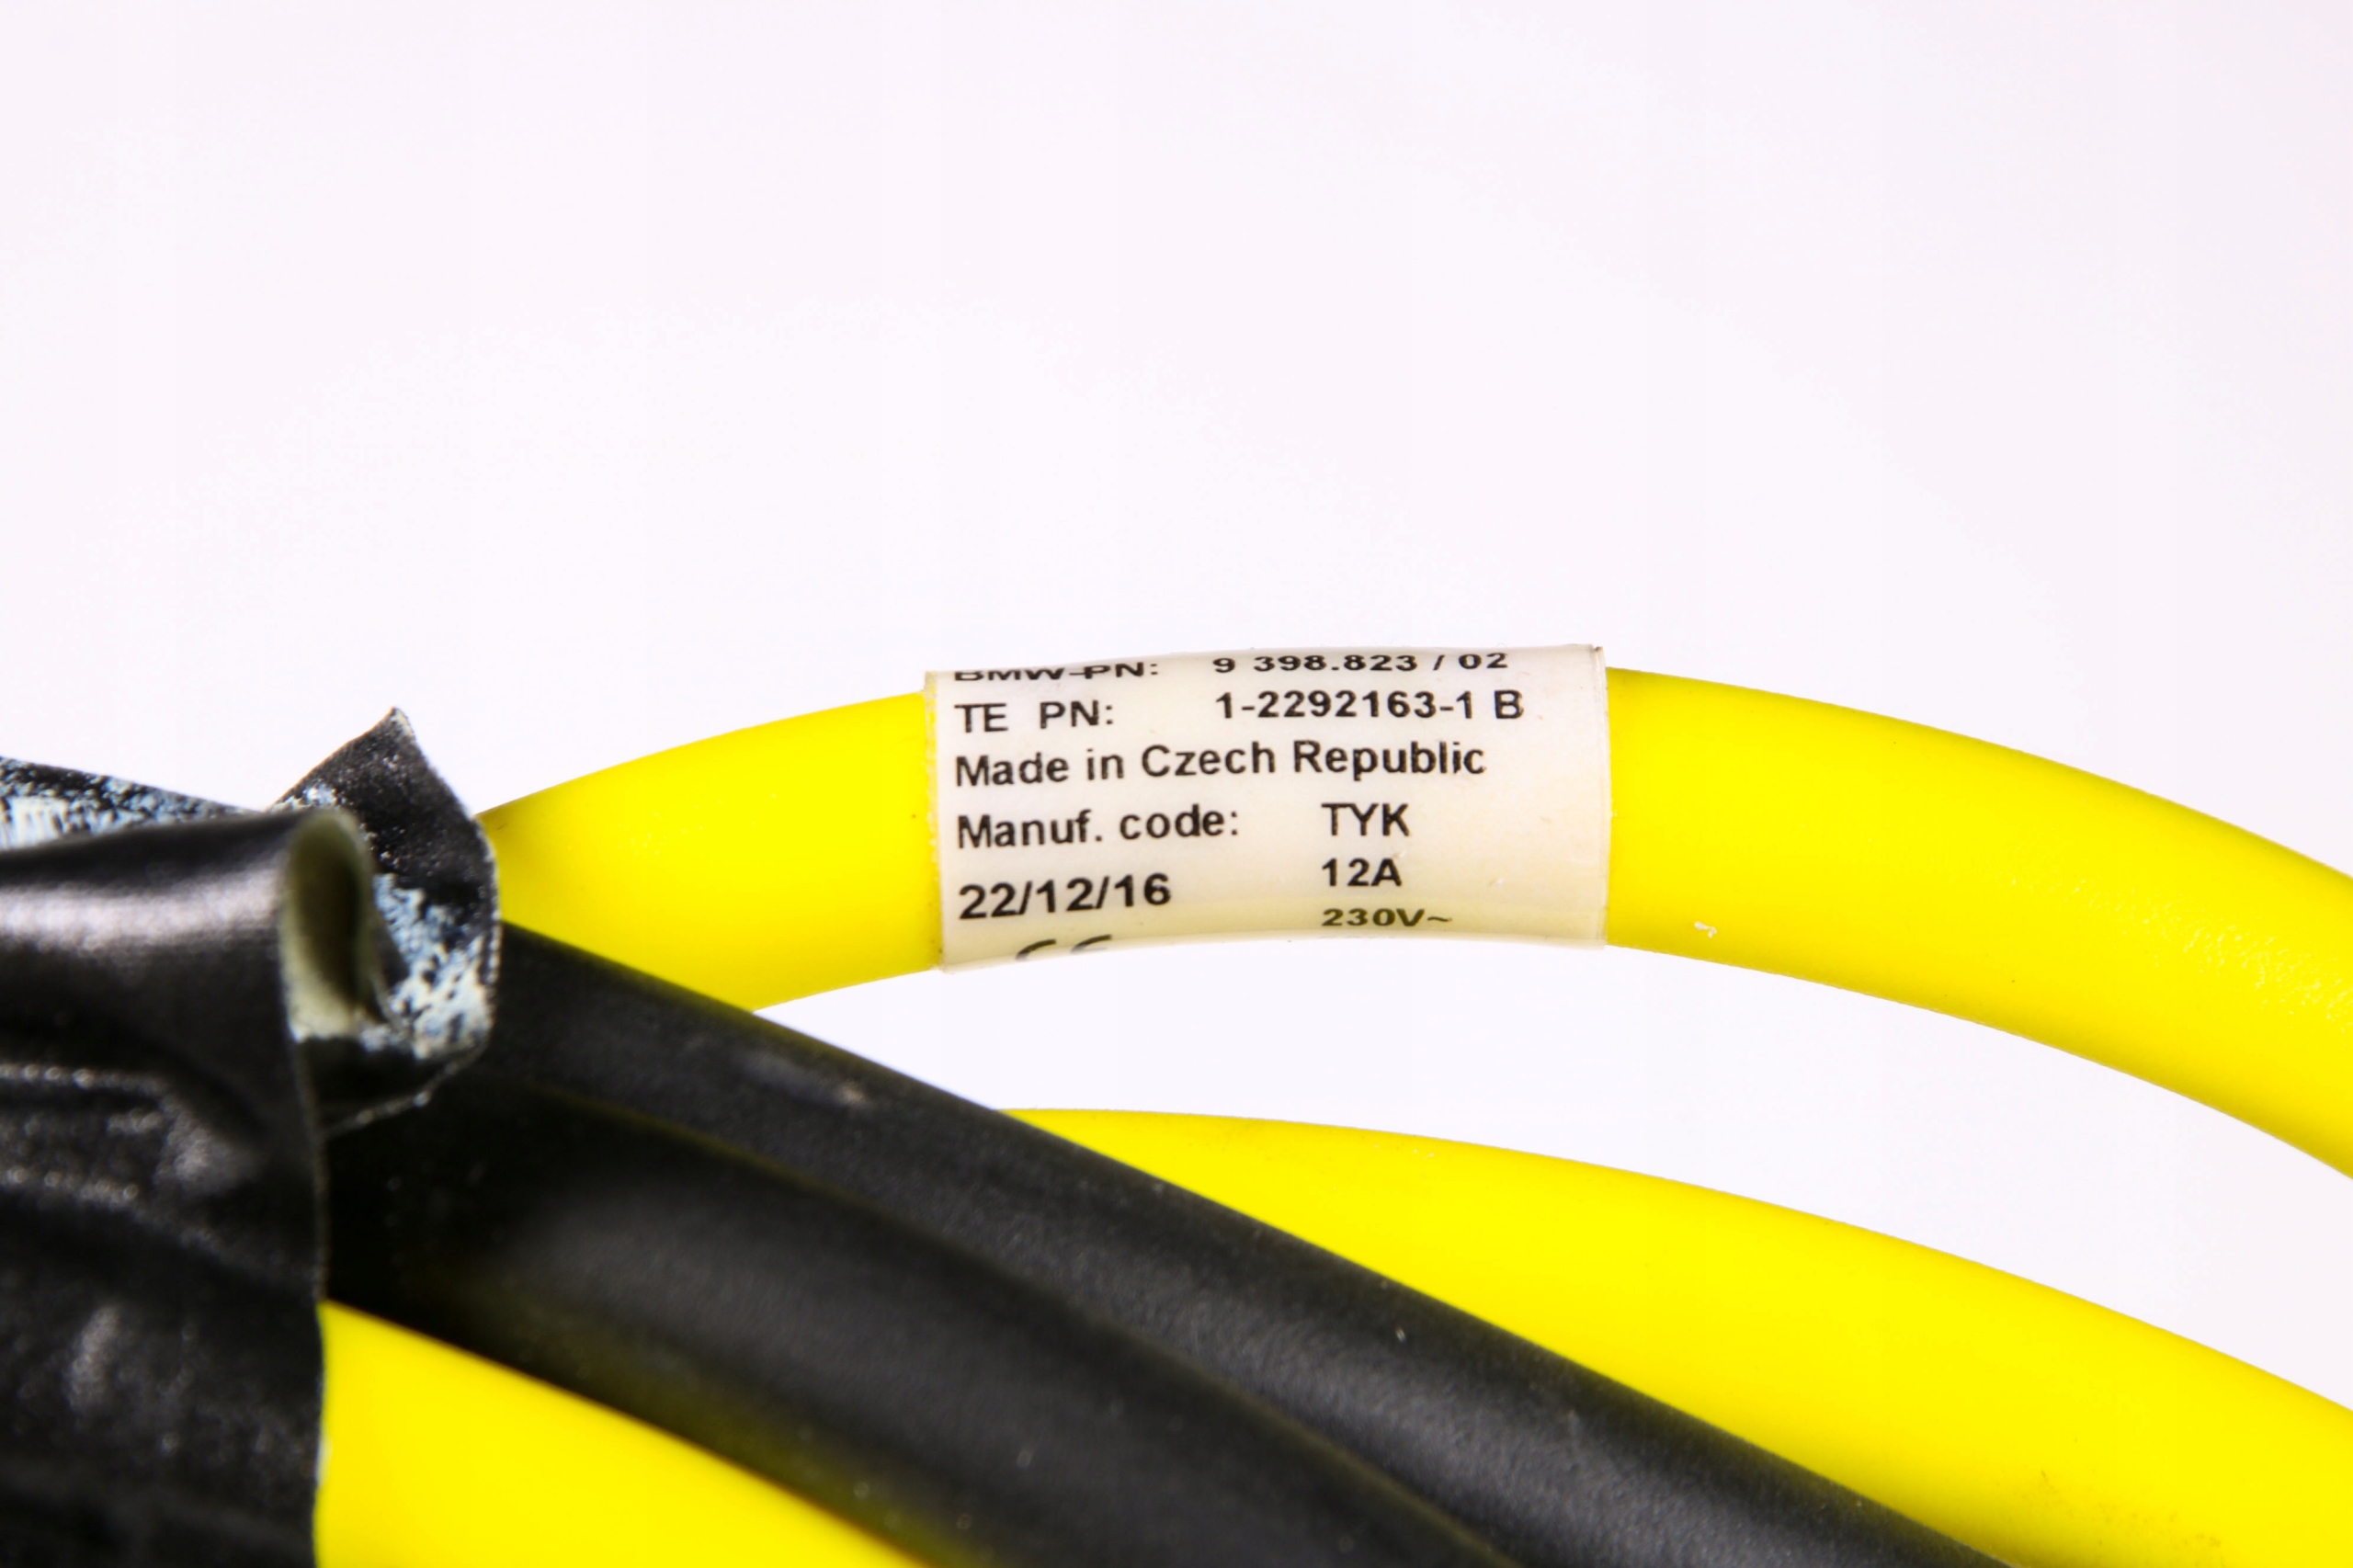 BMW-PN: 9 398.823 / 02
TE PN: 1-2292163-1 B
Made in Czech Republic
Manuf. code: TYK
22/12/16 12A
230V~
CE